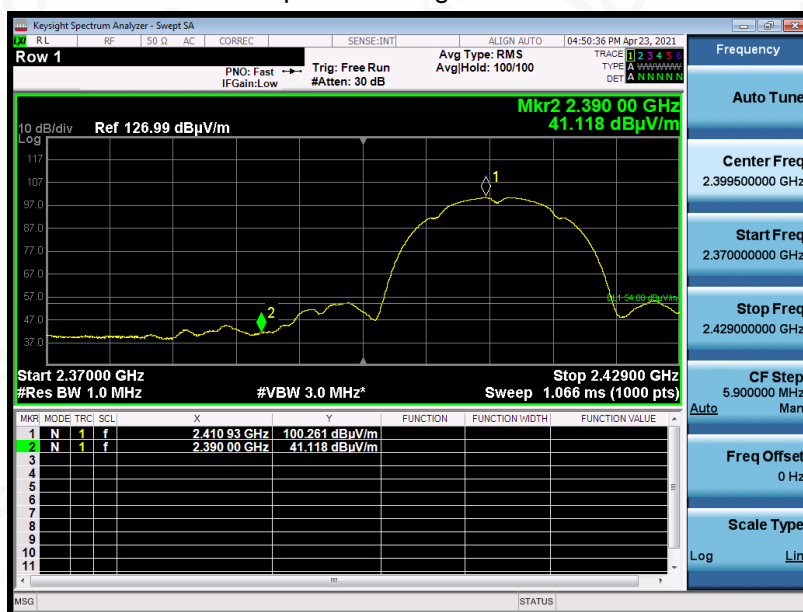 Keysight Spectrum Analyzer - Swept SA
LXI RL RF 50 Ω AC CORREC SENSE:INT ALIGN AUTO 04:50:36 PM Apr 23, 2021
Row 1
PNO: Fast
IFGain:Low
Trig: Free Run
#Atten: 30 dB
Avg Type: RMS
Avg|Hold: 100/100
TRACE 1 2 3 4 5 6
TYPE A WWWWW
DET A N N N N N
Mkr2 2.390 00 GHz
41.118 dBµV/m
10 dB/div Ref 126.99 dBµV/m
Log
117
107
97.0
87.0
77.0
67.0
57.0
47.0
37.0
1
2
DL1 54.00 dBµV/m
Start 2.37000 GHz Stop 2.42900 GHz
#Res BW 1.0 MHz #VBW 3.0 MHz* Sweep 1.066 ms (1000 pts)
MKR MODE TRC SCL X Y FUNCTION FUNCTION WIDTH FUNCTION VALUE
1 N 1 f 2.410 93 GHz 100.261 dBµV/m
2 N 1 f 2.390 00 GHz 41.118 dBµV/m
3
4
5
6
7
8
9
10
11
MSG STATUS
Frequency
Auto Tune
Center Freq
2.399500000 GHz
Start Freq
2.370000000 GHz
Stop Freq
2.429000000 GHz
CF Step
5.900000 MHz
Auto Man
Freq Offset
0 Hz
Scale Type
Log Lin